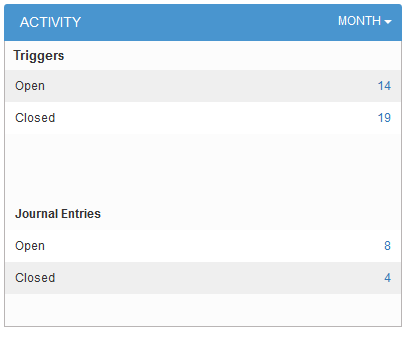 ACTIVITY MONTH
Triggers
Open 14
Closed 19
Journal Entries
Open 8
Closed 4